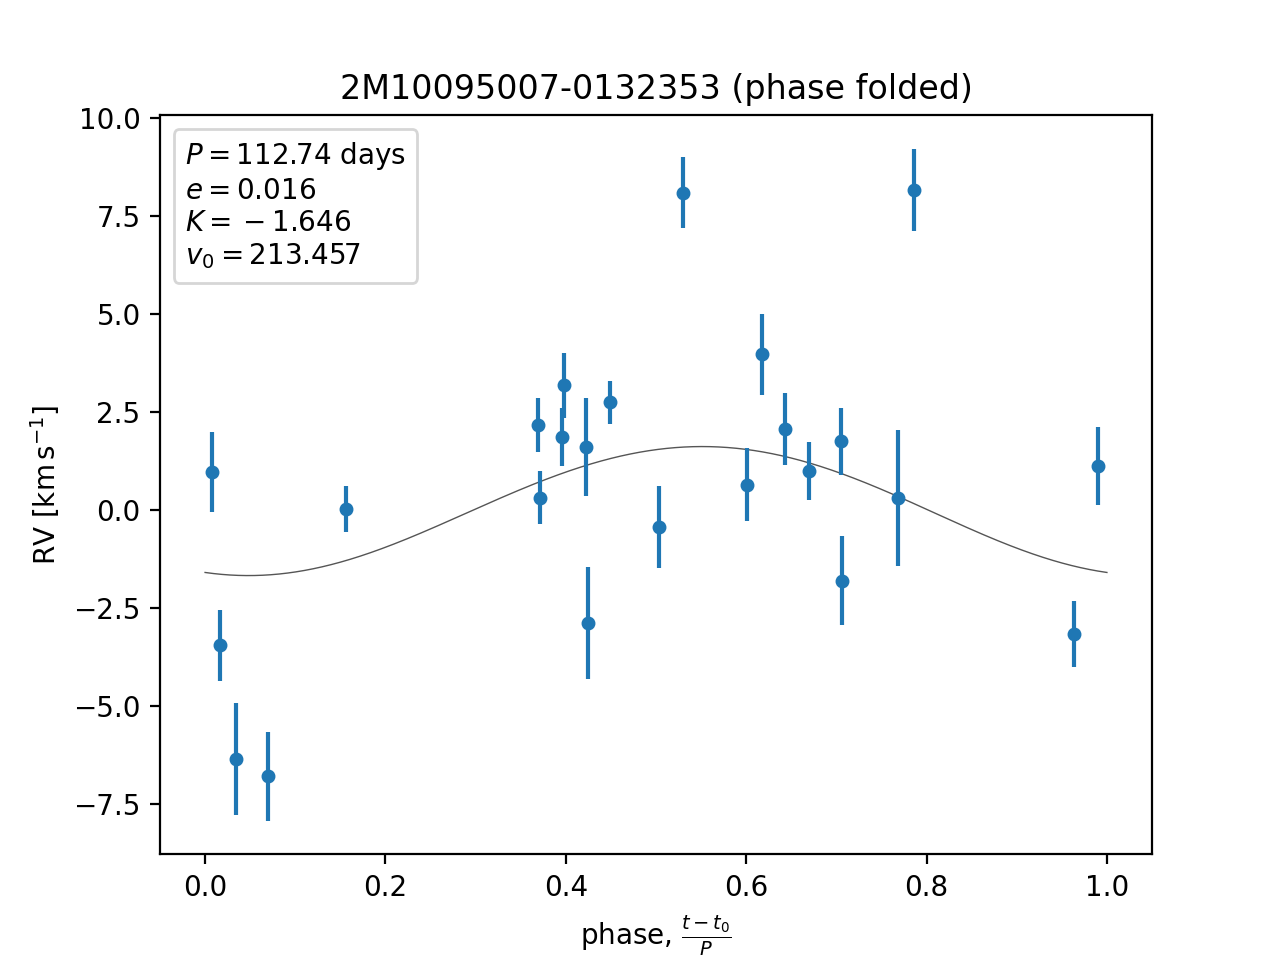 2M10095007-0132353 (phase folded)
P = 112.74 days
e = 0.016
K = −1.646
v₀ = 213.457
10.0
7.5
5.0
2.5
0.0
−2.5
−5.0
−7.5
RV [km s⁻¹]
0.0 0.2 0.4 0.6 0.8 1.0
phase, (t − t₀)/P